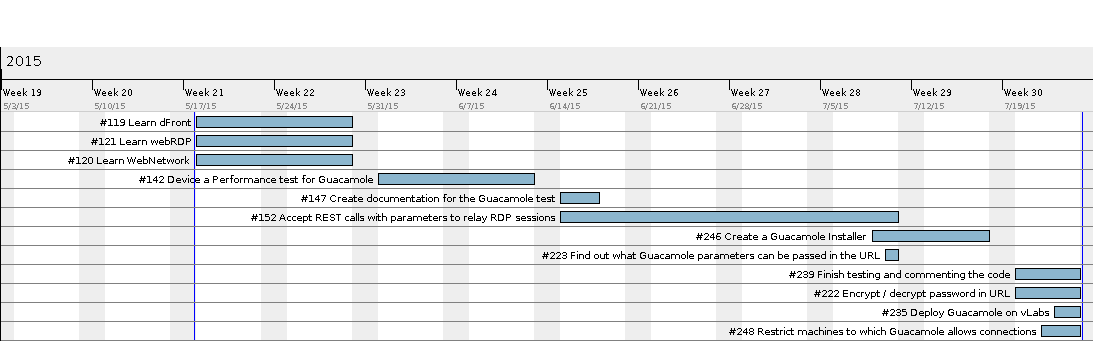 2015
Week 19 Week 20 Week 21 Week 22 Week 23 Week 24 Week 25 Week 26 Week 27 Week 28 Week 29 Week 30
5/3/15 5/10/15 5/17/15 5/24/15 5/31/15 6/7/15 6/14/15 6/21/15 6/28/15 7/5/15 7/12/15 7/19/15
#119 Learn dFront
#121 Learn webRDP
#120 Learn WebNetwork
#142 Device a Performance test for Guacamole
#147 Create documentation for the Guacamole test
#152 Accept REST calls with parameters to relay RDP sessions
#246 Create a Guacamole Installer
#223 Find out what Guacamole parameters can be passed in the URL
#239 Finish testing and commenting the code
#222 Encrypt / decrypt password in URL
#235 Deploy Guacamole on vLabs
#248 Restrict machines to which Guacamole allows connections